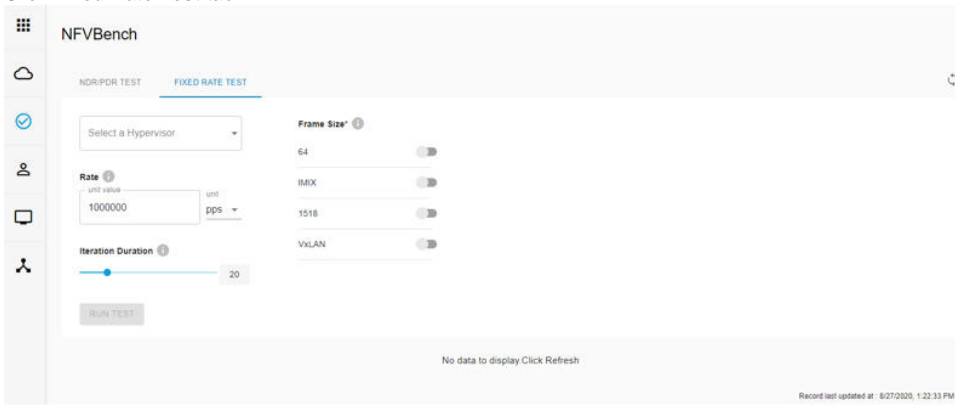 NFVBench
NDR/PDR TEST
FIXED RATE TEST
Select a Hypervisor
Rate
unit value
1000000
unit
pps
Iteration Duration
20
RUN TEST
Frame Size*
64
IMIX
1518
VxLAN
No data to display.Click Refresh
Record last updated at : 8/27/2020, 1:22:33 PM